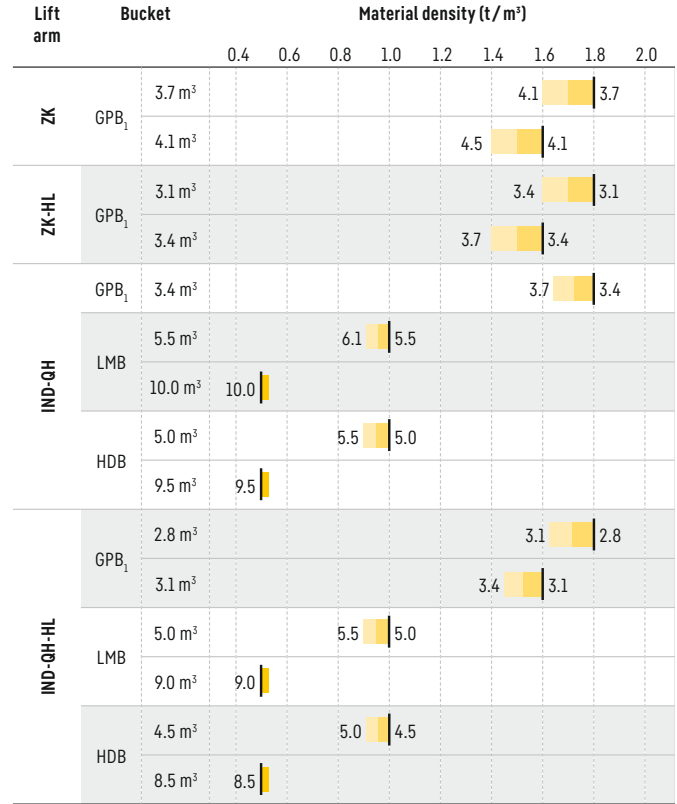 Lift arm Bucket Material density (t / m³)
0.4 0.6 0.8 1.0 1.2 1.4 1.6 1.8 2.0
ZK GPB₁ 3.7 m³ 4.1 3.7
4.1 m³ 4.5 4.1
ZK-HL GPB₁ 3.1 m³ 3.4 3.1
3.4 m³ 3.7 3.4
IND-QH GPB₁ 3.4 m³ 3.7 3.4
LMB 5.5 m³ 6.1 5.5
10.0 m³ 10.0
HDB 5.0 m³ 5.5 5.0
9.5 m³ 9.5
IND-QH-HL GPB₁ 2.8 m³ 3.1 2.8
3.1 m³ 3.4 3.1
LMB 5.0 m³ 5.5 5.0
9.0 m³ 9.0
HDB 4.5 m³ 5.0 4.5
8.5 m³ 8.5